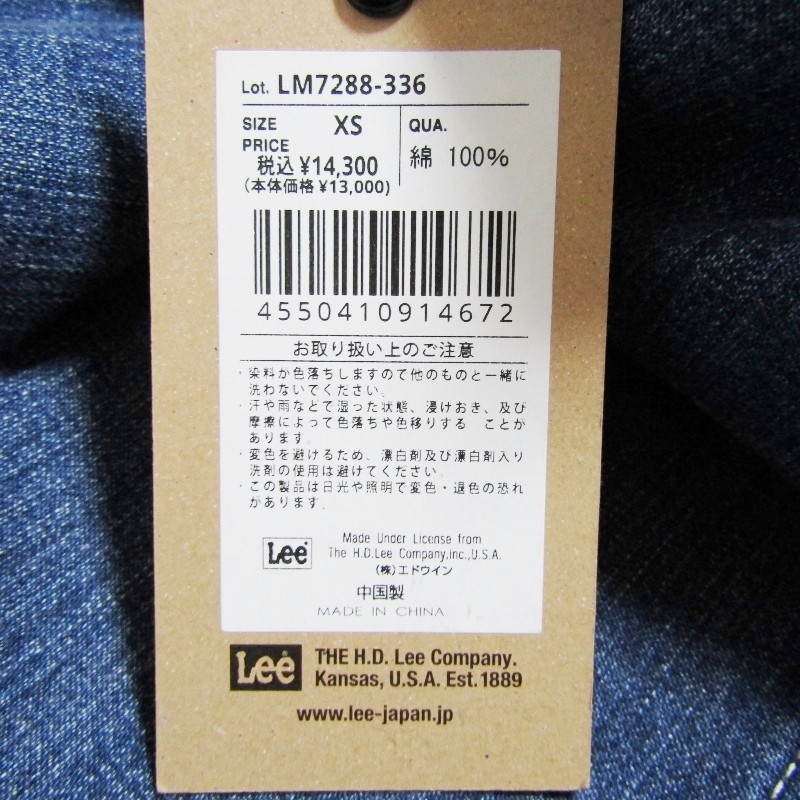 Lot. LM7288-336
SIZE XS QUA.
PRICE
税込 ¥14,300 綿 100%
(本体価格 ¥13,000)
4550410914672
お取り扱い上のご注意
・染料が色落ちしますので他のものと一緒に
洗わないでください。
・汗や雨などで湿った状態、浸けおき、及び
摩擦によって色落ちや色移りする ことが
あります。
・変色を避けるため、漂白剤及び漂白剤入り
洗剤の使用は避けてください。
・この製品は日光や照明で変色・退色の恐れ
があります。
Lee Made Under License from
The H.D.Lee Company,inc.,U.S.A.
(株)エドウイン
中国製
MADE IN CHINA
Lee THE H.D. Lee Company.
Kansas, U.S.A. Est.1889
www.lee-japan.jp